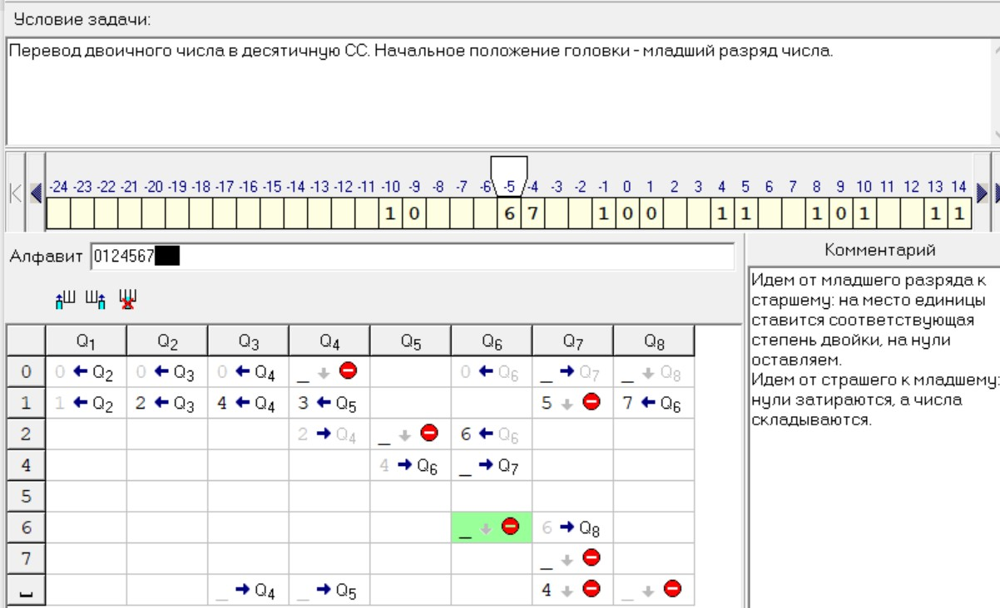 Условие задачи:
Перевод двоичного числа в десятичную СС. Начальное положение головки - младший разряд числа.
-24 -23 -22 -21 -20 -19 -18 -17 -16 -15 -14 -13 -12 -11 -10 -9 -8 -7 -6 -5 -4 -3 -2 -1 0 1 2 3 4 5 6 7 8 9 10 11 12 13 14
1 0 6 7 1 0 0 1 1 1 0 1 1 1
Алфавит 0124567
Комментарий
Идем от младшего разряда к
старшему: на место единицы
ставится соответствующая
степень двойки, на нули
оставляем.
Идем от страшего к младшему:
нули затираются, а числа
складываются.
Q1 Q2 Q3 Q4 Q5 Q6 Q7 Q8
0 0 ← Q2 0 ← Q3 0 ← Q4 _ ↓ 0 ← Q6 _ → Q7 _ ↓ Q8
1 1 ← Q2 2 ← Q3 4 ← Q4 3 ← Q5 5 ↓ 7 ← Q6
2 2 → Q4 _ ↓ 6 ← Q6
4 4 → Q6 _ → Q7
5
6 _ ↓ 6 → Q8
7 _ ↓
␣ _ → Q4 _ → Q5 4 ↓ _ ↓